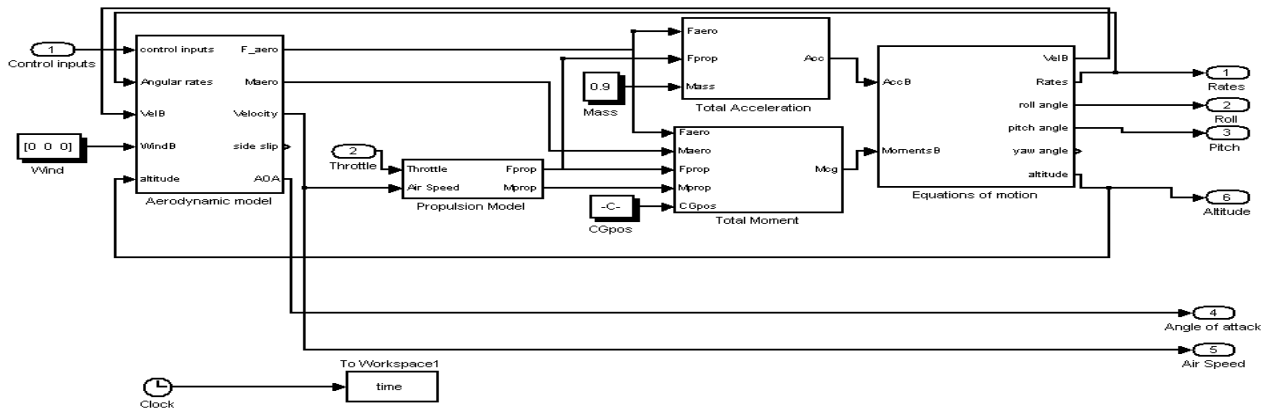 1
Control inputs
[0 0 0]
Wind
control inputs
Angular rates
VelB
WindB
altitude
F_aero
Maero
Velocity
side slip
AOA
Aerodynamic model
2
Throttle
Throttle
Air Speed
Fprop
Mprop
Propulsion Model
0.9
Mass
Faero
Fprop
Mass
Acc
Total Acceleration
-C-
CGpos
Faero
Maero
Fprop
Mprop
CGpos
Mcg
Total Moment
AccB
MomentsB
VelB
Rates
roll angle
pitch angle
yaw angle
altitude
Equations of motion
1
Rates
2
Roll
3
Pitch
6
Altitude
4
Angle of attack
5
Air Speed
Clock
To Workspace1
time